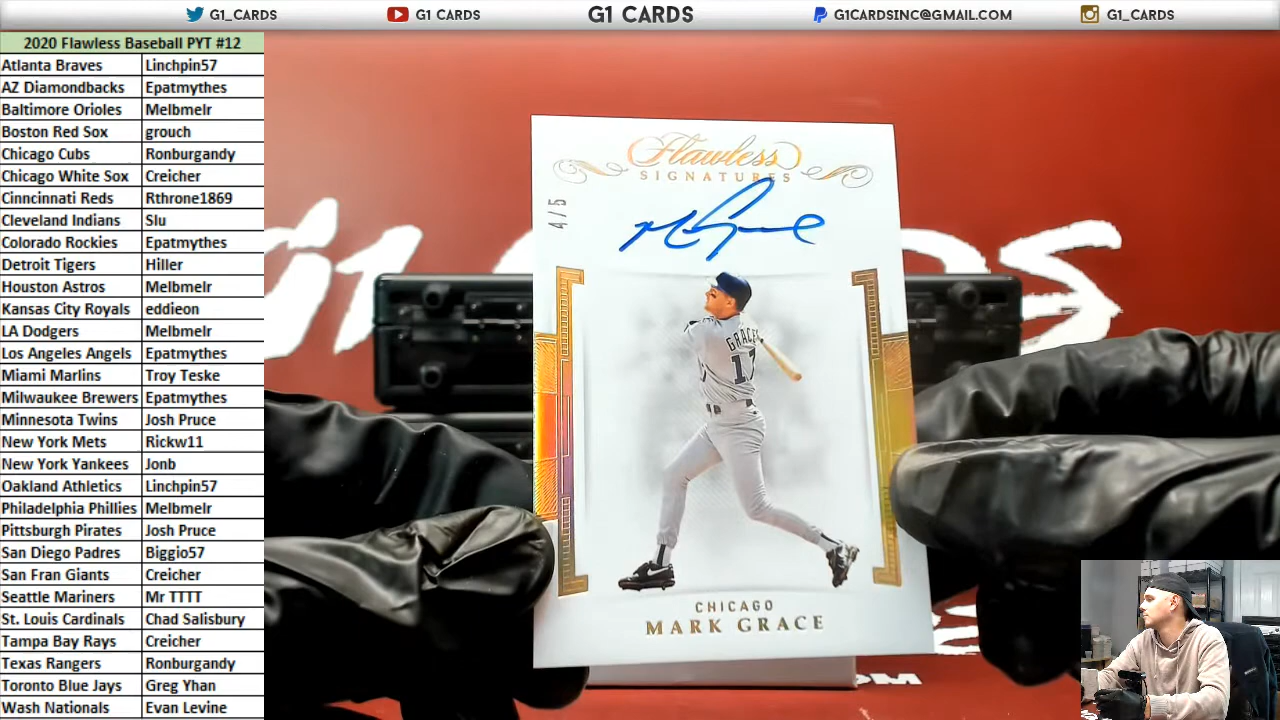 G1_CARDS
G1 CARDS
G1 CARDS
G1CARDSINC@GMAIL.COM
G1_CARDS
2020 Flawless Baseball PYT #12
Atlanta Braves Linchpin57
AZ Diamondbacks Epatmythes
Baltimore Orioles Melbmelr
Boston Red Sox grouch
Chicago Cubs Ronburgandy
Chicago White Sox Creicher
Cinncinnati Reds Rthrone1869
Cleveland Indians Slu
Colorado Rockies Epatmythes
Detroit Tigers Hiller
Houston Astros Melbmelr
Kansas City Royals eddieon
LA Dodgers Melbmelr
Los Angeles Angels Epatmythes
Miami Marlins Troy Teske
Milwaukee Brewers Epatmythes
Minnesota Twins Josh Pruce
New York Mets Rickw11
New York Yankees Jonb
Oakland Athletics Linchpin57
Philadelphia Phillies Melbmelr
Pittsburgh Pirates Josh Pruce
San Diego Padres Biggio57
San Fran Giants Creicher
Seattle Mariners Mr TTTT
St. Louis Cardinals Chad Salisbury
Tampa Bay Rays Creicher
Texas Rangers Ronburgandy
Toronto Blue Jays Greg Yhan
Wash Nationals Evan Levine
Flawless
SIGNATURES
4/5
GRACE
17
CHICAGO
MARK GRACE